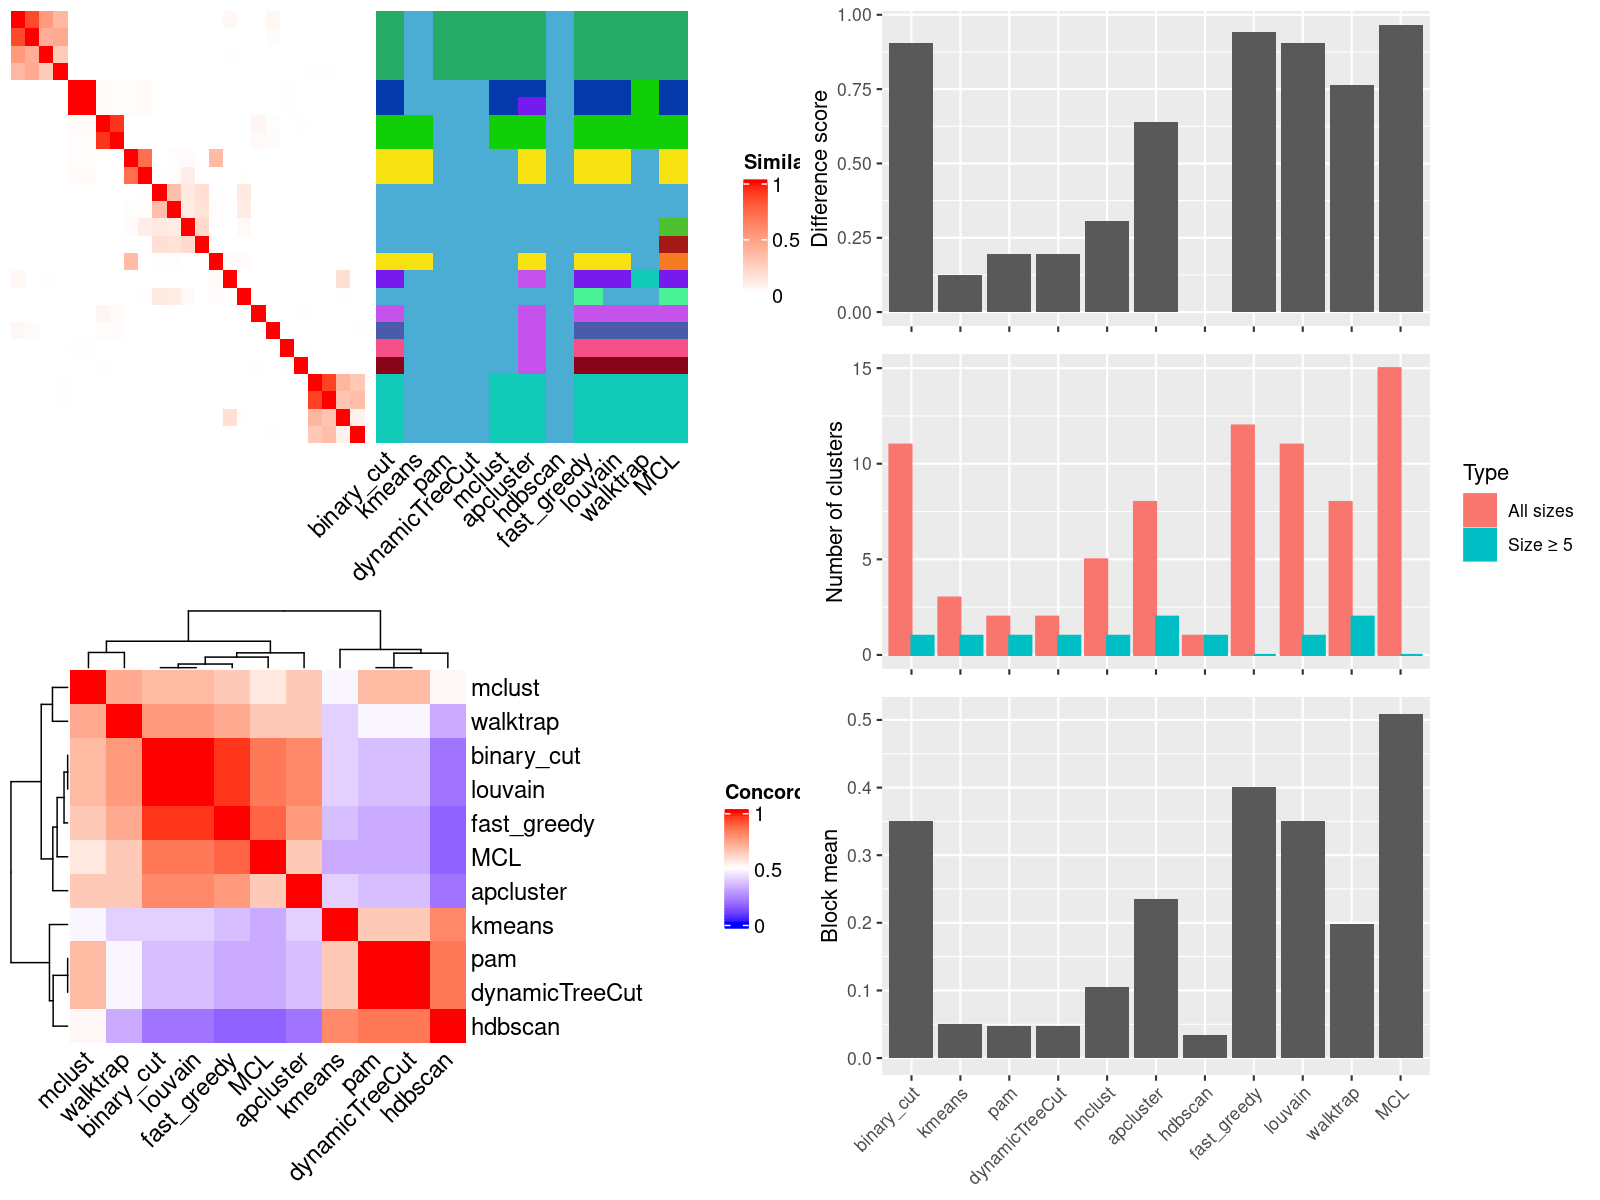 Simila
1
0.5
0
binary_cut
kmeans
pam
dynamicTreeCut
mclust
apcluster
hdbscan
fast_greedy
louvain
walktrap
MCL
mclust
walktrap
binary_cut
louvain
fast_greedy
MCL
apcluster
kmeans
pam
dynamicTreeCut
hdbscan
mclust
walktrap
binary_cut
louvain
fast_greedy
MCL
apcluster
kmeans
pam
dynamicTreeCut
hdbscan
Concord
1
0.5
0
Difference score
1.00
0.75
0.50
0.25
0.00
Number of clusters
15
10
5
0
Type
All sizes
Size ≥ 5
Block mean
0.5
0.4
0.3
0.2
0.1
0.0
binary_cut
kmeans
pam
dynamicTreeCut
mclust
apcluster
hdbscan
fast_greedy
louvain
walktrap
MCL